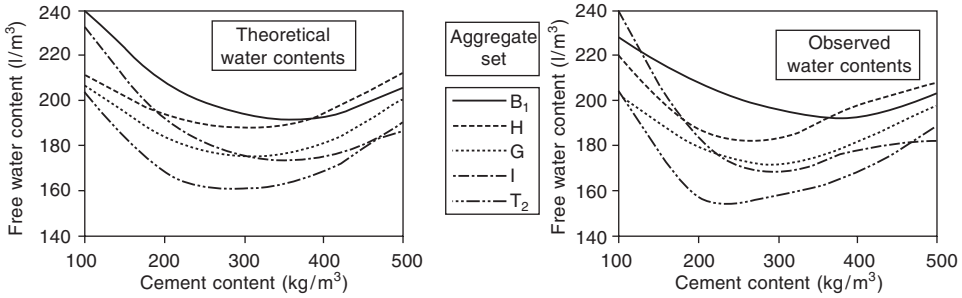 240
220
200
180
160
140
Free water content (l/m³)
Theoretical
water contents
100
200
300
400
500
Cement content (kg/m³)
Aggregate
set
B₁
H
G
I
T₂
240
220
200
180
160
140
Free water content (l/m³)
Observed
water contents
100
200
300
400
500
Cement content (kg/m³)